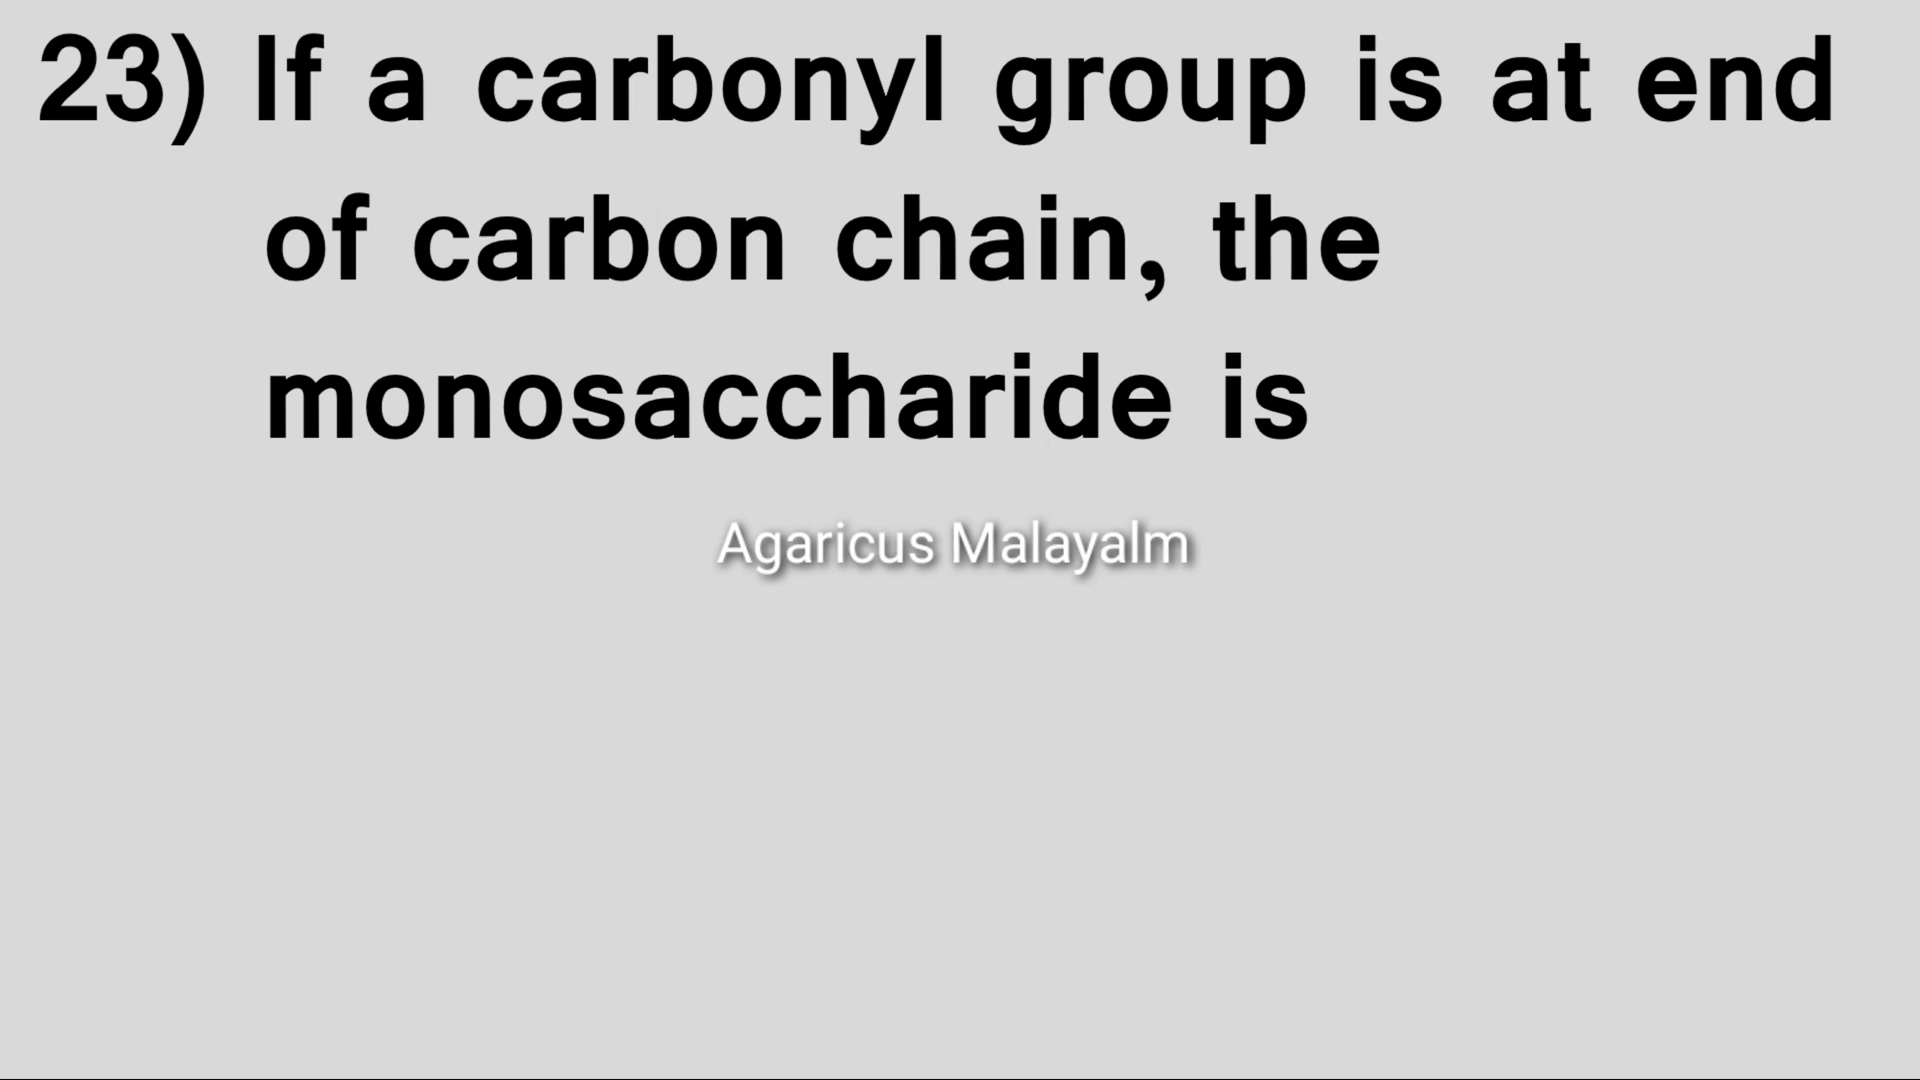 23) If a carbonyl group is at end
of carbon chain, the
monosaccharide is
Agaricus Malayalm